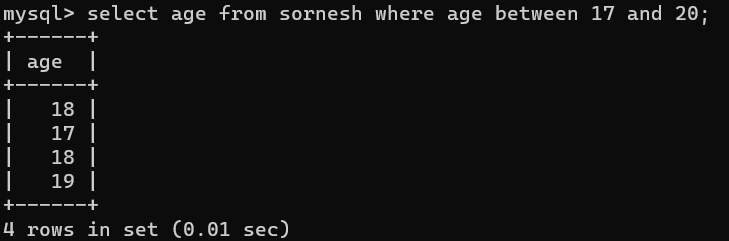 mysql> select age from sornesh where age between 17 and 20;
+------+
| age  |
+------+
|   18 |
|   17 |
|   18 |
|   19 |
+------+
4 rows in set (0.01 sec)